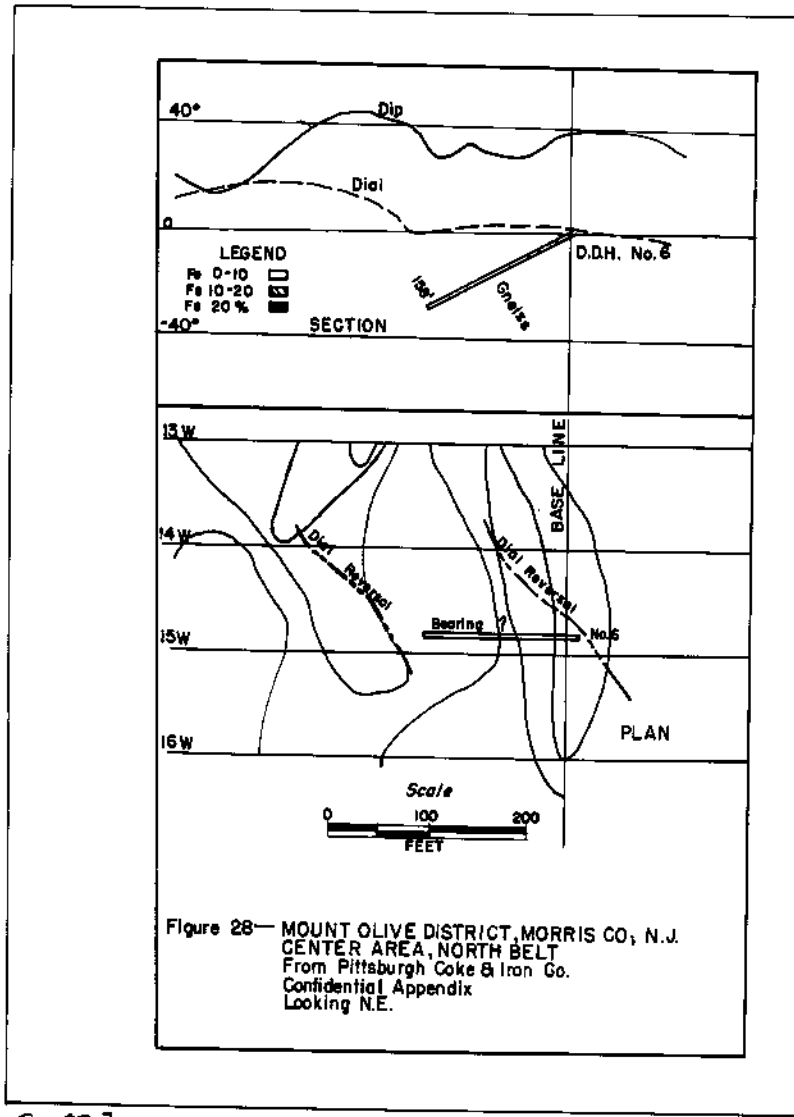 40°
Dip
Dial
0
LEGEND
Fe 0-10
Fe 10-20
Fe 20 %
D.D.H. No. 6
158'
Gneiss
-40°
SECTION
13 W
BASE LINE
14 W
Dial Reversal
Dial Reversal
Bearing ?
No. 6
15W
PLAN
16 W
Scale
0 100 200
FEET
Figure 28— MOUNT OLIVE DISTRICT, MORRIS CO; N.J.
CENTER AREA, NORTH BELT
From Pittsburgh Coke & Iron Co.
Confidential Appendix
Looking N.E.